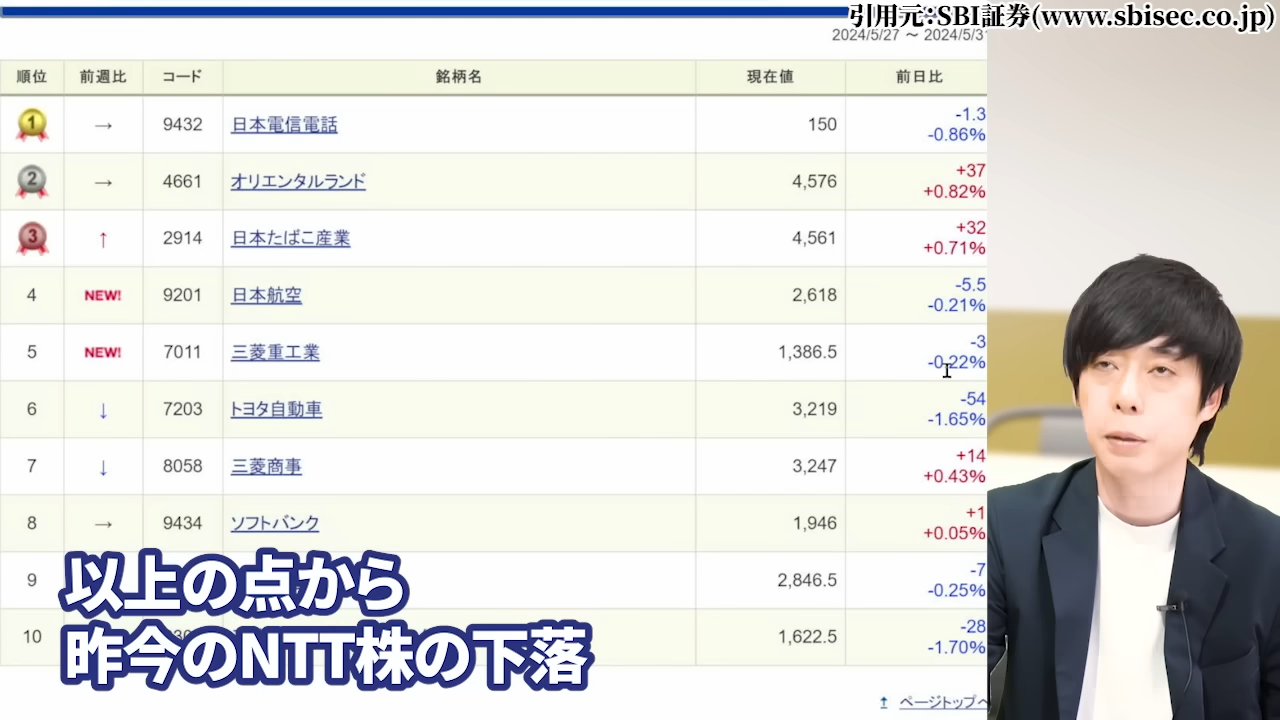 引用元：SBI証券(www.sbisec.co.jp)
2024/5/27 ～ 2024/5/31
順位 前週比 コード 銘柄名 現在値 前日比
1 → 9432 日本電信電話 150 -1.3
-0.86%
2 → 4661 オリエンタルランド 4,576 +37
+0.82%
3 ↑ 2914 日本たばこ産業 4,561 +32
+0.71%
4 NEW! 9201 日本航空 2,618 -5.5
-0.21%
5 NEW! 7011 三菱重工業 1,386.5 -3
-0.22%
6 ↓ 7203 トヨタ自動車 3,219 -54
-1.65%
7 ↓ 8058 三菱商事 3,247 +14
+0.43%
8 → 9434 ソフトバンク 1,946 +1
+0.05%
9 2,846.5 -7
-0.25%
10 1,622.5 -28
-1.70%
以上の点から
昨今のNTT株の下落
ページトップへ